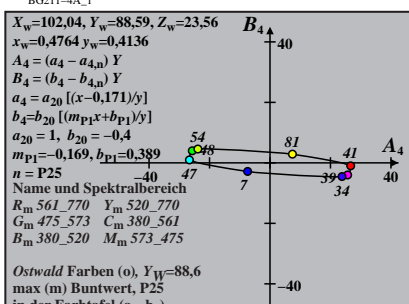 BG211-4A_1
X_w=102,04, Y_w=88,59, Z_w=23,56
x_w=0,4764 y_w=0,4136
A_4 = (a_4 – a_4,n) Y
B_4 = (b_4 – b_4,n) Y
a_4 = a_20 [(x–0,171)/y]
b_4=b_20 [(m_P1x+b_P1)/y]
a_20 = 1, b_20 = –0,4
m_P1=–0,169, b_P1=0,389
n = P25
Name und Spektralbereich
R_m 561_770 Y_m 520_770
G_m 475_573 C_m 380_561
B_m 380_520 M_m 573_475
Ostwald Farben (o), Y_W=88,6
max (m) Buntwert, P25
B_4
40
A_4
–40
40
–40
54
48
81
41
47
7
39
34